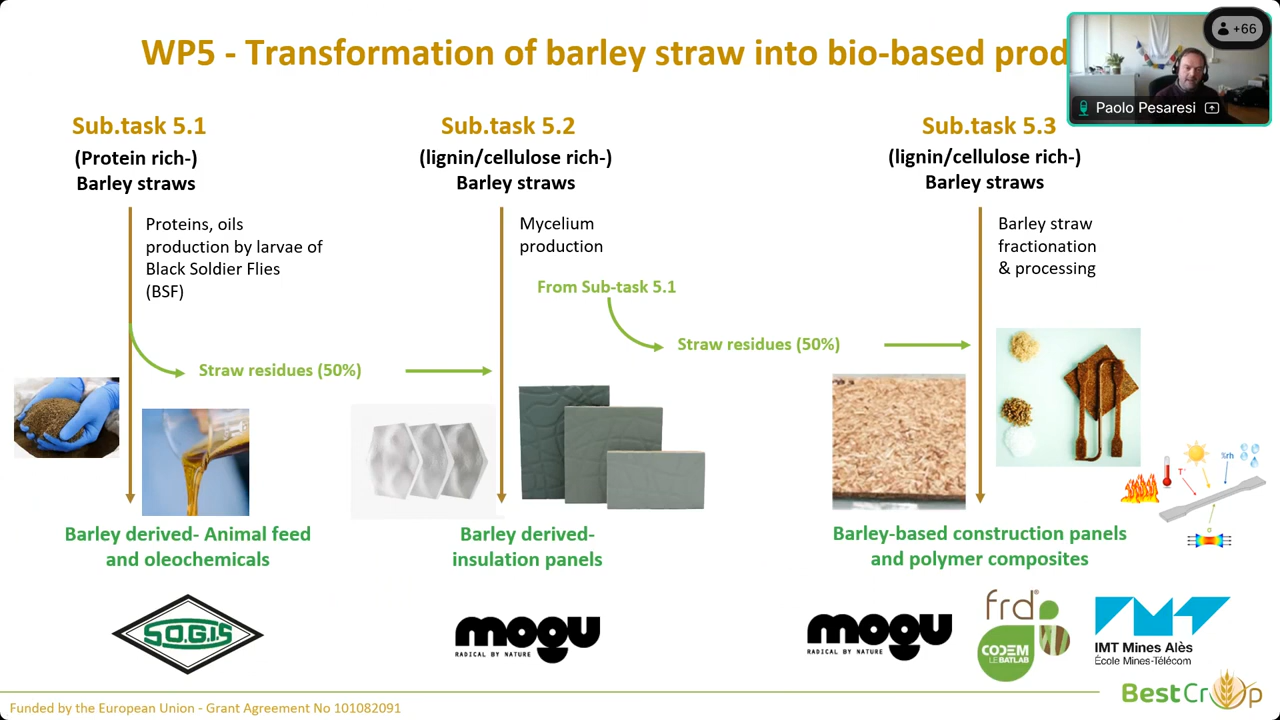 WP5 - Transformation of barley straw into bio-based prod
+66
Paolo Pesaresi
Sub.task 5.1
(Protein rich-)
Barley straws
Proteins, oils
production by larvae of
Black Soldier Flies
(BSF)
Straw residues (50%)
Barley derived- Animal feed
and oleochemicals
S.O.G.I.S
Sub.task 5.2
(lignin/cellulose rich-)
Barley straws
Mycelium
production
From Sub-task 5.1
Straw residues (50%)
Barley derived-
insulation panels
mogu
RADICAL BY NATURE
Sub.task 5.3
(lignin/cellulose rich-)
Barley straws
Barley straw
fractionation
& processing
T°
%rh
σ
Barley-based construction panels
and polymer composites
mogu
RADICAL BY NATURE
frd®
CODEM
LE BATLAB
IMT
IMT Mines Alès
École Mines-Télécom
BestCrop
Funded by the European Union - Grant Agreement No 101082091